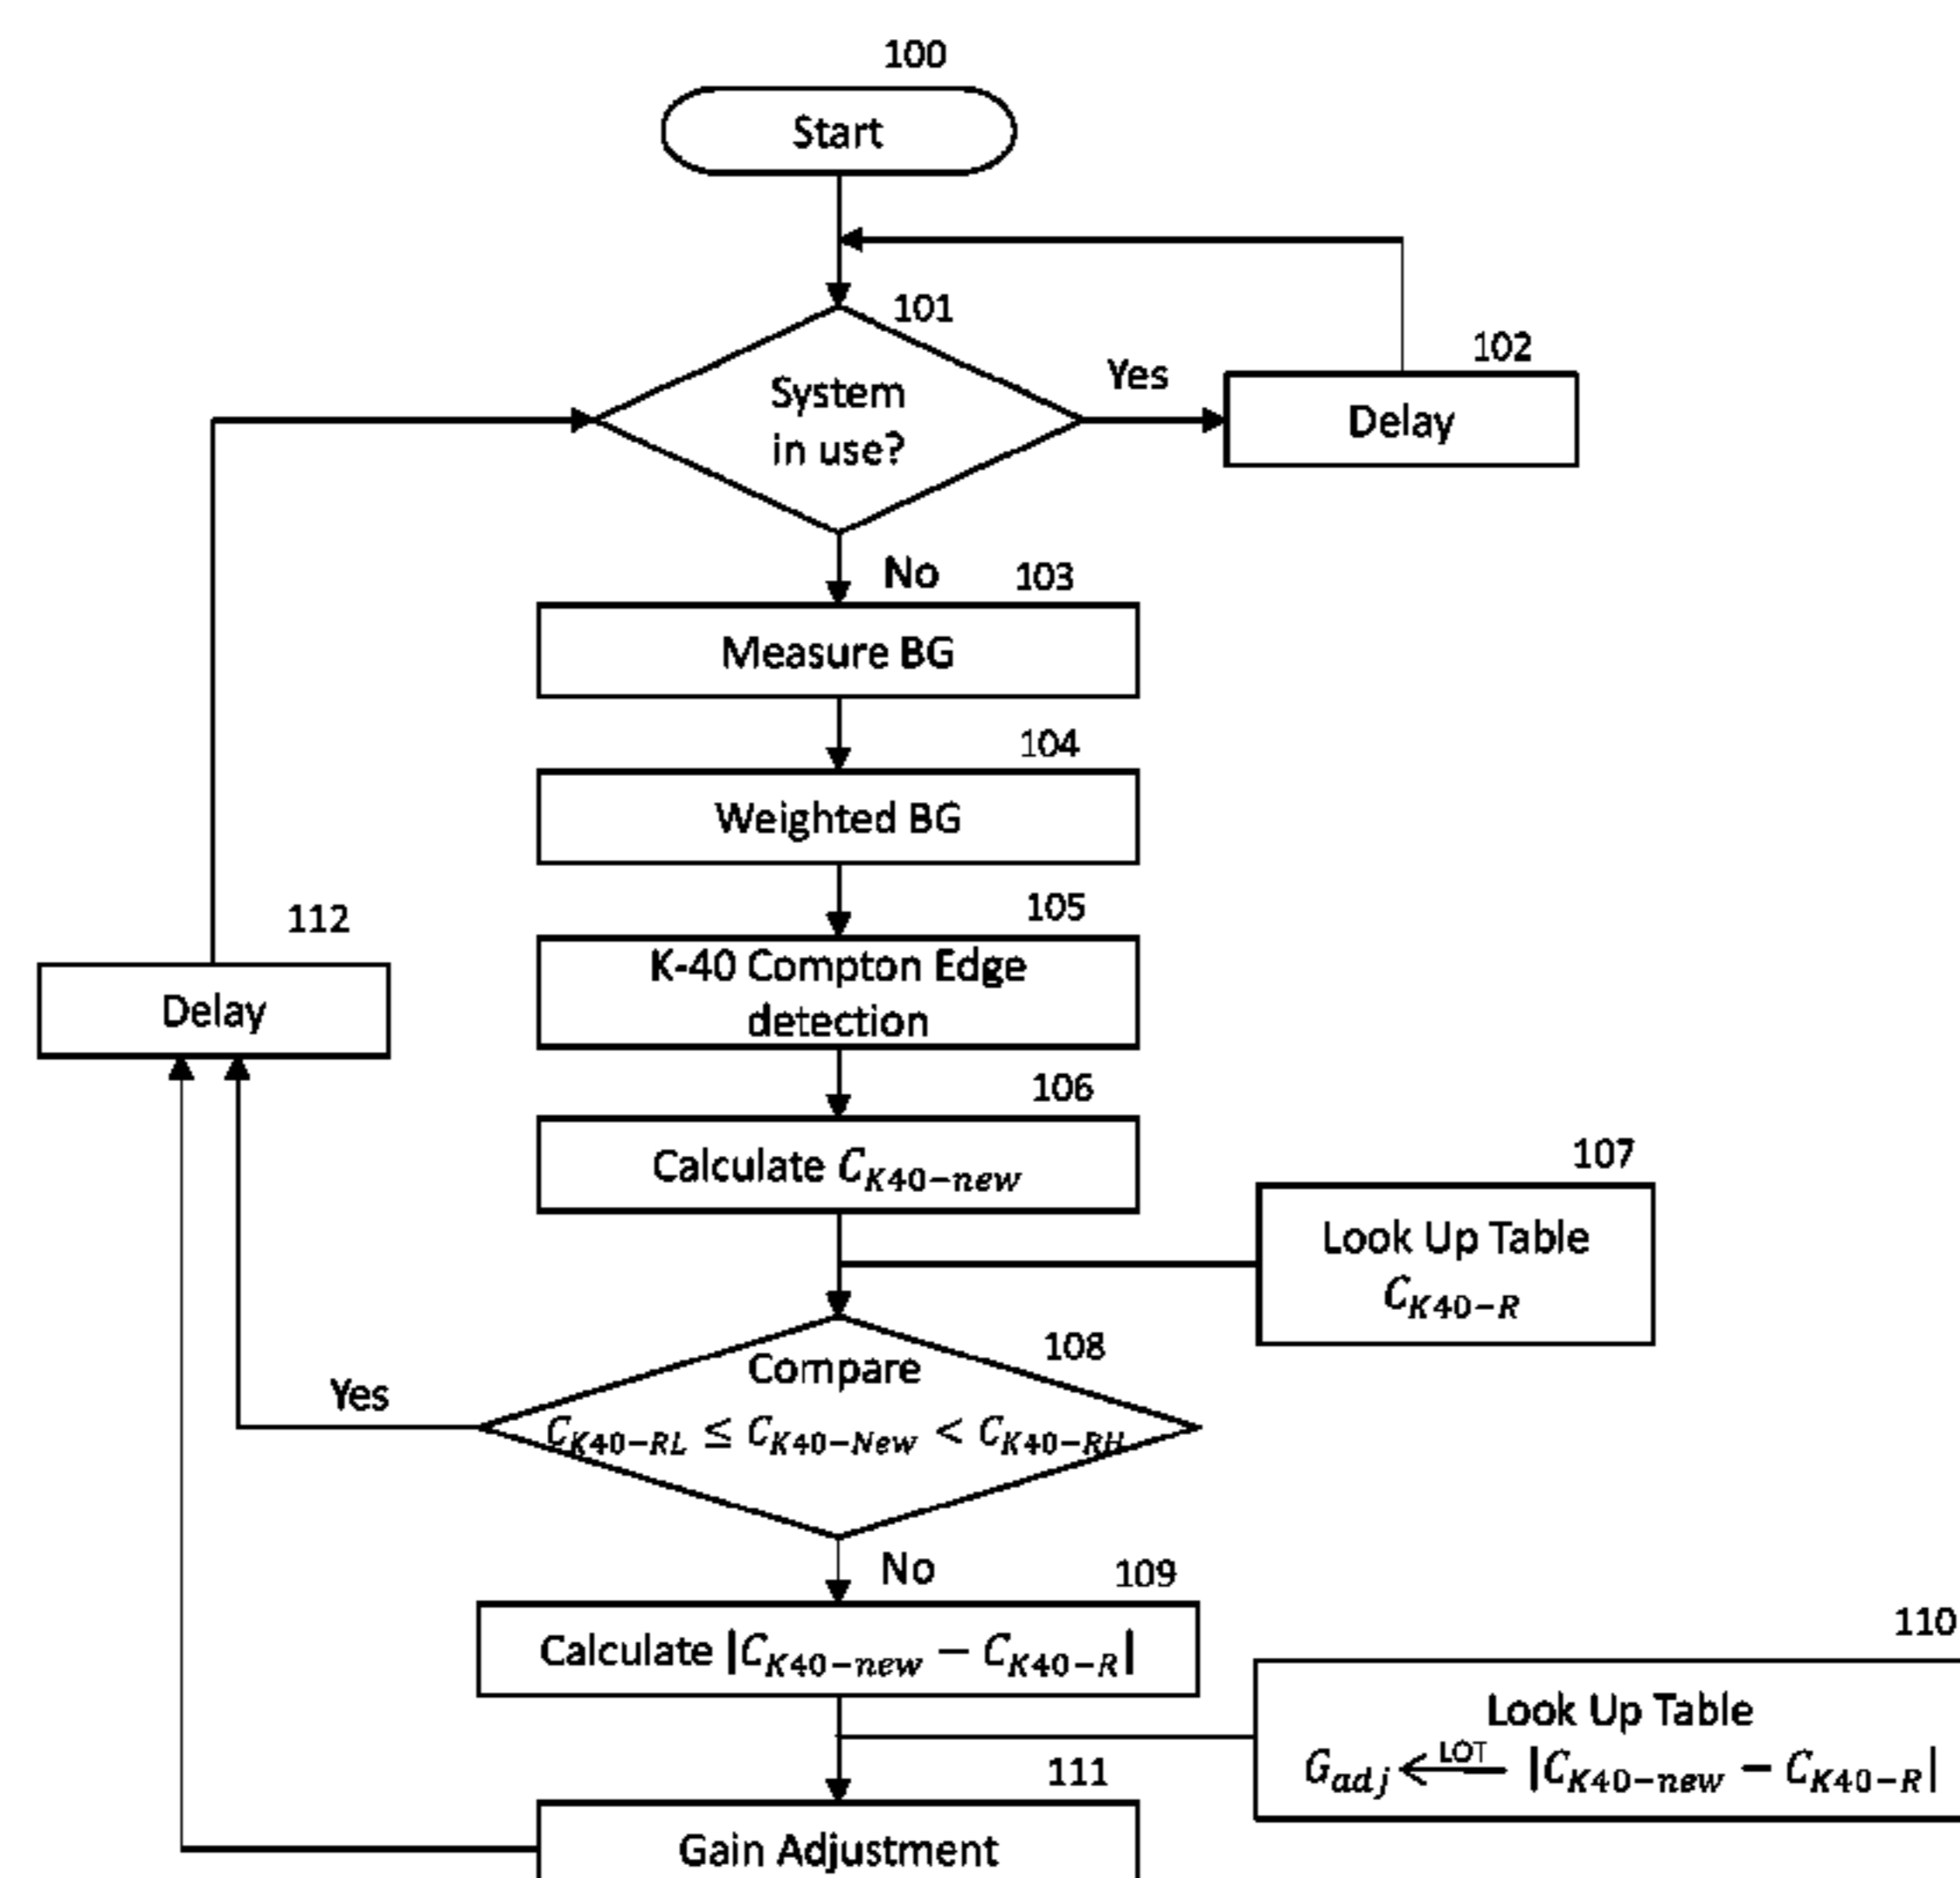 100
Start
101
System
in use?
Yes
102
Delay
No
103
Measure BG
104
Weighted BG
105
K-40 Compton Edge
detection
112
Delay
106
Calculate C_{K40-new}
107
Look Up Table
C_{K40-R}
108
Compare
C_{K40-RL} ≤ C_{K40-New} < C_{K40-RH}
Yes
No
109
Calculate |C_{K40-new} − C_{K40-R}|
110
Look Up Table
G_{adj} <--LOT-- |C_{K40-new} − C_{K40-R}|
111
Gain Adjustment